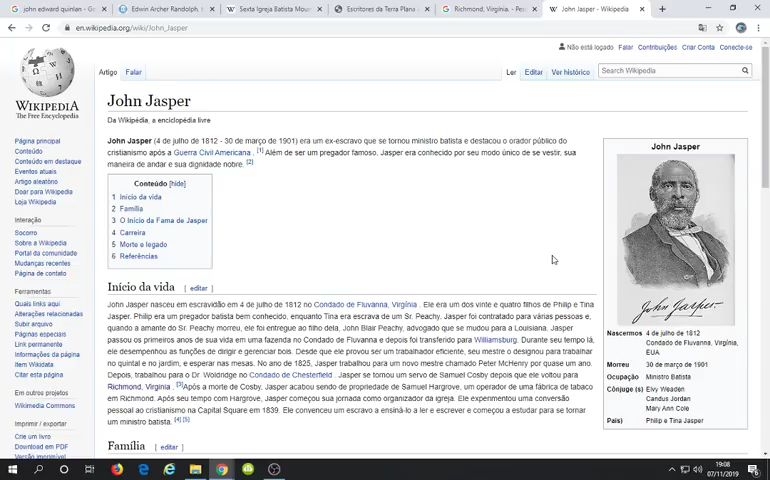 john edward quinlan - G
Edwin Archer Randolph,
Sexta Igreja Batista Moun
Escritores da Terra Plana
Richmond, Virgínia. - Pe
John Jasper - Wikipedia
en.wikipedia.org/wiki/John_Jasper
Não está logado Falar Contribuições Criar Conta Conecte-se
Artigo Falar Ler Editar Ver histórico Search Wikipedia
WIKIPEDIA
The Free Encyclopedia
Página principal
Conteúdo
Conteúdo em destaque
Eventos atuais
Artigo aleatório
Doar para Wikipedia
Loja Wikipedia
Interação
Socorro
Sobre a Wikipedia
Portal da comunidade
Mudanças recentes
Página de contato
Ferramentas
Quais links aqui
Alterações relacionadas
Subir arquivo
Páginas especiais
Link permanente
Informações da página
Item Wikidata
Citar esta página
Em outros projetos
Wikimedia Commons
Imprimir / exportar
Crie um livro
Download em PDF
Versão imprimível
John Jasper
Da Wikipédia, a enciclopédia livre
John Jasper (4 de julho de 1812 - 30 de março de 1901) era um ex-escravo que se tornou ministro batista e destacou o orador público do
cristianismo após a Guerra Civil Americana . [1] Além de ser um pregador famoso, Jasper era conhecido por seu modo único de se vestir, sua
maneira de andar e sua dignidade nobre. [2]
Conteúdo [hide]
1 Início da vida
2 Família
3 O Início da Fama de Jasper
4 Carreira
5 Morte e legado
6 Referências
Início da vida [ editar ]
John Jasper nasceu em escravidão em 4 de julho de 1812 no Condado de Fluvanna, Virgínia . Ele era um dos vinte e quatro filhos de Philip e Tina
Jasper. Philip era um pregador batista bem conhecido, enquanto Tina era escrava de um Sr. Peachy. Jasper foi contratado para várias pessoas e,
quando a amante do Sr. Peachy morreu, ele foi entregue ao filho dela, John Blair Peachy, advogado que se mudou para a Louisiana. Jasper
passou os primeiros anos de sua vida em uma fazenda no Condado de Fluvanna e depois foi transferido para Williamsburg. Durante seu tempo lá,
ele desempenhou as funções de dirigir e gerenciar bois. Desde que ele provou ser um trabalhador eficiente, seu mestre o designou para trabalhar
no quintal e no jardim, e esperar nas mesas. No ano de 1825, Jasper trabalhou para um novo mestre chamado Peter McHenry por quase um ano.
Depois, trabalhou para o Dr. Woldridge no Condado de Chesterfield . Jasper se tornou um servo de Samuel Cosby depois que ele voltou para
Richmond, Virgínia . [3] Após a morte de Cosby, Jasper acabou sendo de propriedade de Samuel Hargrove, um operador de uma fábrica de tabaco
em Richmond. Após seu tempo com Hargrove, Jasper começou sua jornada como organizador da igreja. Ele experimentou uma conversão
pessoal ao cristianismo na Capital Square em 1839. Ele convenceu um escravo a ensiná-lo a ler e escrever e começou a estudar para se tornar
um ministro batista. [4] [5]
Família [ editar ]
John Jasper
John Jasper.
Nascermos 4 de julho de 1812
Condado de Fluvanna, Virgínia,
EUA
Morreu 30 de março de 1901
Ocupação Ministro Batista
Cônjuge (s) Elvy Weaden
Candus Jordan
Mary Ann Cole
Pais) Philip e Tina Jasper
19:08
07/11/2019